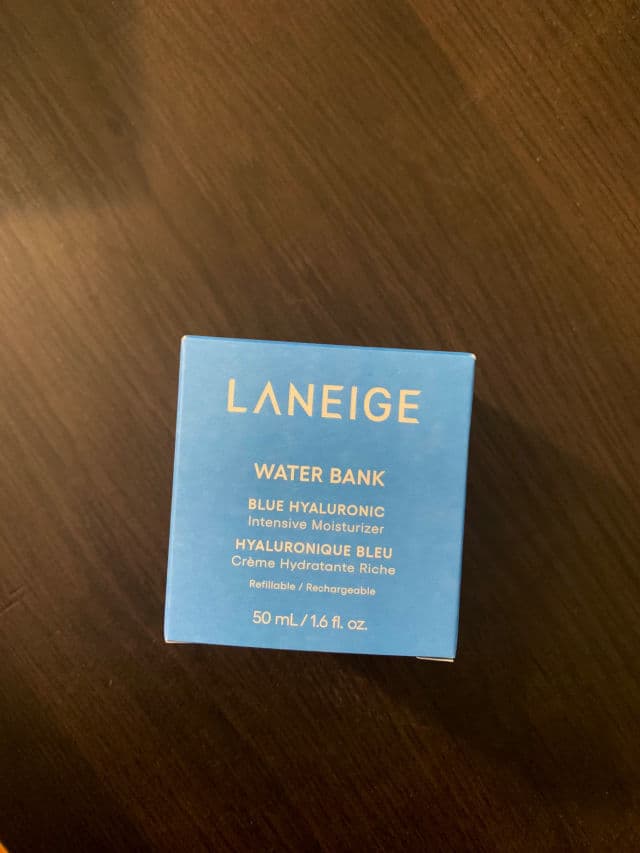 LANEIGE
WATER BANK
BLUE HYALURONIC
Intensive Moisturizer
HYALURONIQUE BLEU
Crème Hydratante Riche
Refillable / Rechargeable
50 mL / 1.6 fl. oz.